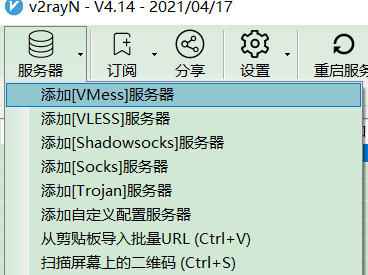 v2rayN - V4.14 - 2021/04/17
服务器 订阅 分享 设置 重启服务
添加[VMess]服务器
添加[VLESS]服务器
添加[Shadowsocks]服务器
添加[Socks]服务器
添加[Trojan]服务器
添加自定义配置服务器
从剪贴板导入批量URL (Ctrl+V)
扫描屏幕上的二维码 (Ctrl+S)